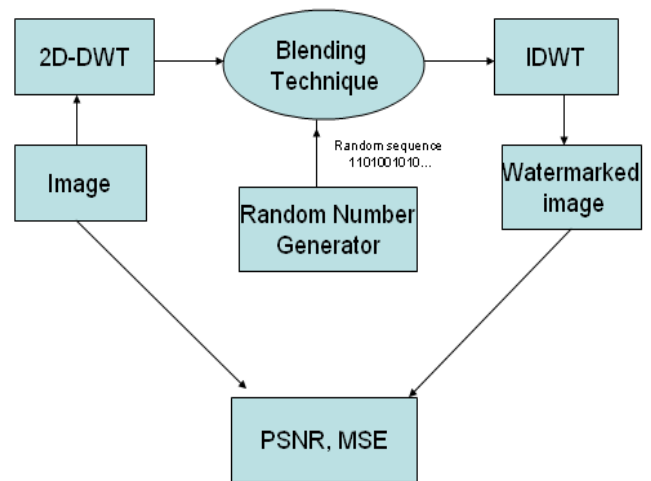 2D-DWT
Blending
Technique
IDWT
Image
Random sequence
1101001010...
Random Number
Generator
Watermarked
image
PSNR, MSE